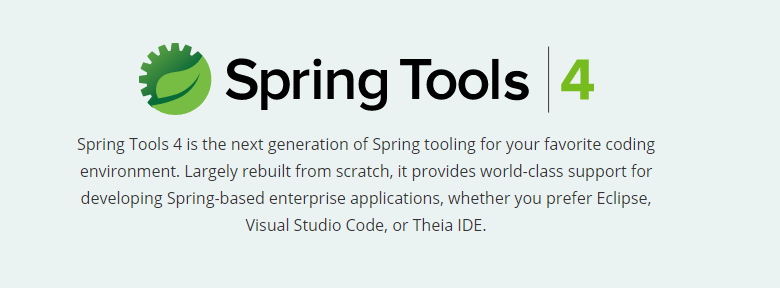 Spring Tools 4
Spring Tools 4 is the next generation of Spring tooling for your favorite coding
environment. Largely rebuilt from scratch, it provides world-class support for
developing Spring-based enterprise applications, whether you prefer Eclipse,
Visual Studio Code, or Theia IDE.